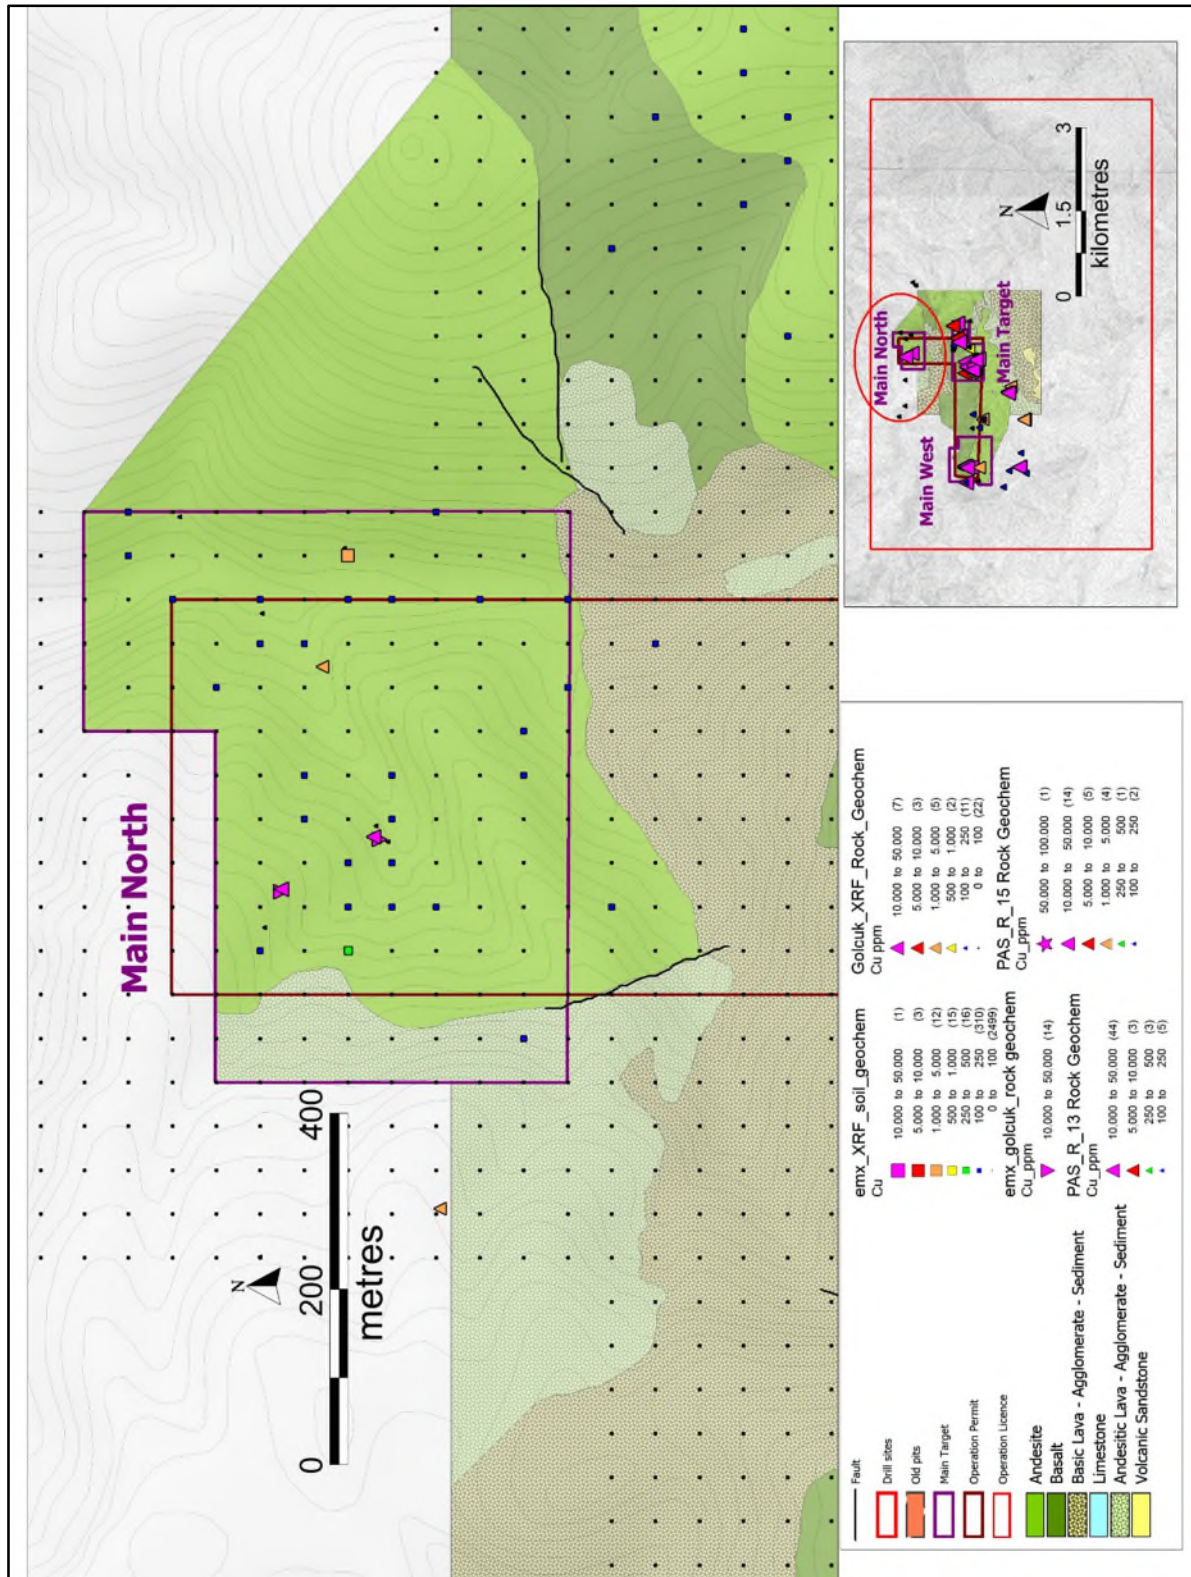 Main North
N
0 200 400
metres
Main West
Main North
Main Target
N
0 1.5 3
kilometres
Fault
Drill sites
Old pits
Main Target
Operation Permit
Operation Licence
Andesite
Basalt
Basic Lava - Agglomerate - Sediment
Limestone
Andesitic Lava - Agglomerate - Sediment
Volcanic Sandstone
emx_XRF_soil_geochem
Cu
10.000 to 50.000 (1)
5.000 to 10.000 (3)
1.000 to 5.000 (12)
500 to 1.000 (15)
250 to 500 (16)
100 to 250 (310)
0 to 100 (2499)
emx_golcuk_rock geochem
Cu_ppm
10.000 to 50.000 (14)
PAS_R_13 Rock Geochem
Cu_ppm
10.000 to 50.000 (44)
5.000 to 10.000 (3)
250 to 500 (3)
100 to 250 (5)
Golcuk_XRF_Rock_Geochem
Cu ppm
10.000 to 50.000 (7)
5.000 to 10.000 (3)
1.000 to 5.000 (5)
500 to 1.000 (2)
100 to 250 (11)
0 to 100 (22)
PAS_R_15 Rock Geochem
Cu_ppm
50.000 to 100.000 (1)
10.000 to 50.000 (14)
5.000 to 10.000 (5)
1.000 to 5.000 (4)
250 to 500 (1)
100 to 250 (2)